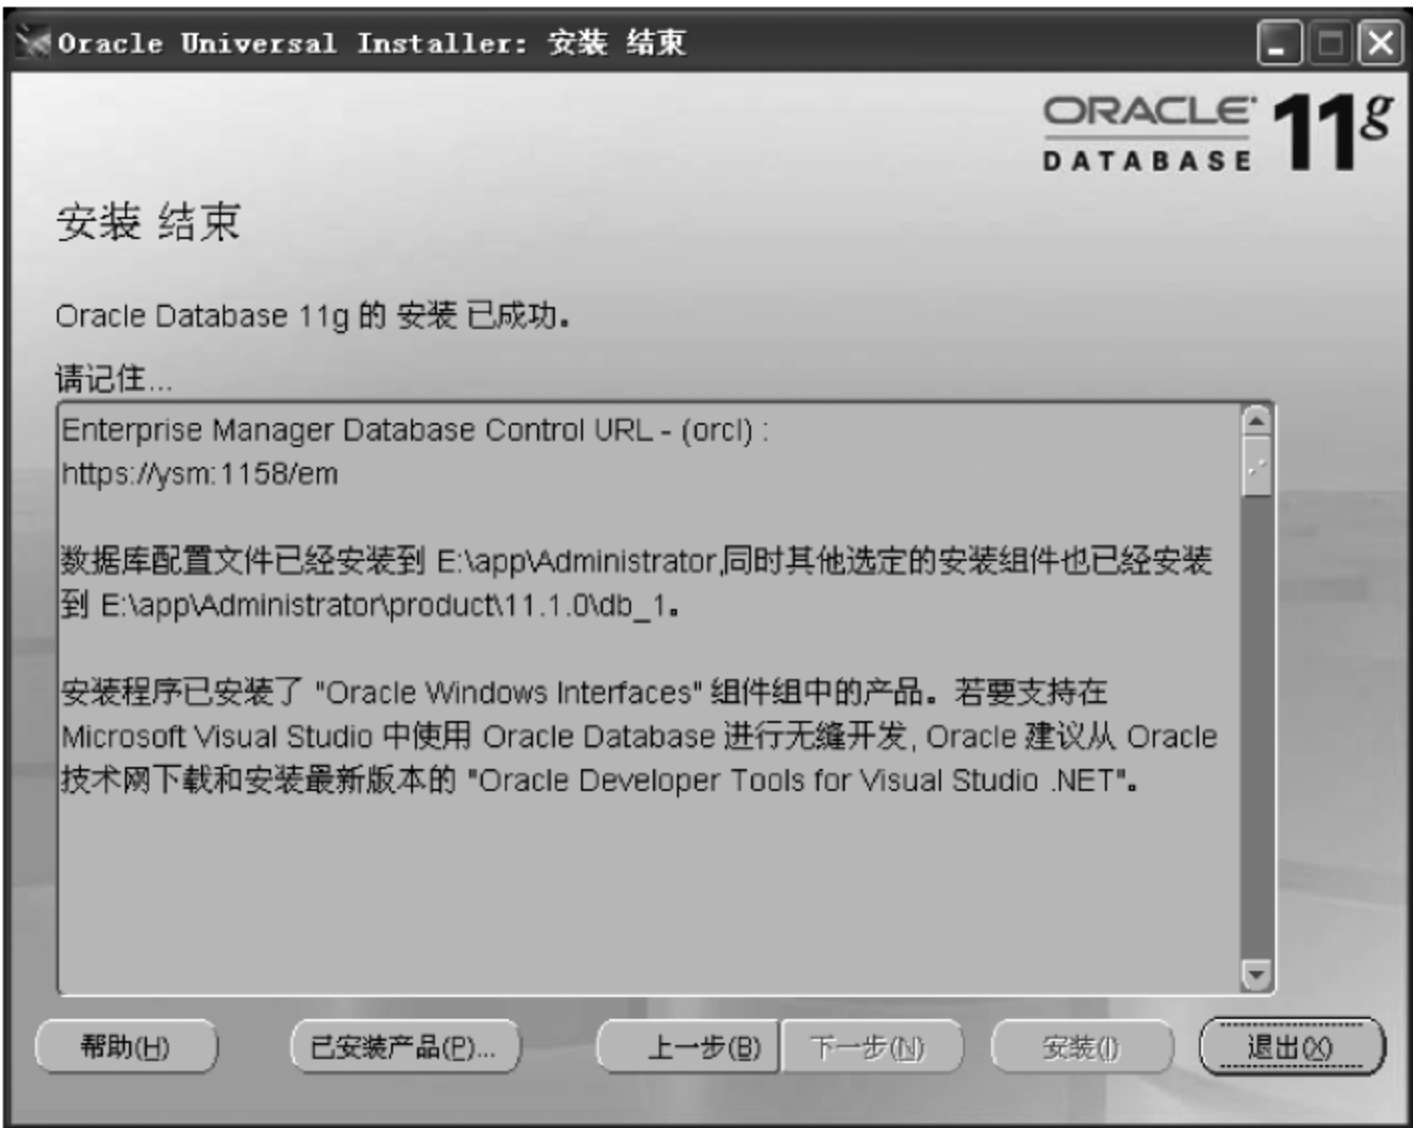 Oracle Universal Installer: 安装 结束
ORACLE 11g
DATABASE
安装 结束
Oracle Database 11g 的 安装 已成功。
请记住...
Enterprise Manager Database Control URL - (orcl) :
https://ysm:1158/em
数据库配置文件已经安装到 E:\app\Administrator,同时其他选定的安装组件也已经安装
到 E:\app\Administrator\product\11.1.0\db_1。
安装程序已安装了 "Oracle Windows Interfaces" 组件组中的产品。若要支持在
Microsoft Visual Studio 中使用 Oracle Database 进行无缝开发, Oracle 建议从 Oracle
技术网下载和安装最新版本的 "Oracle Developer Tools for Visual Studio .NET"。
帮助(H) 已安装产品(P)... 上一步(B) 下一步(N) 安装(I) 退出(X)